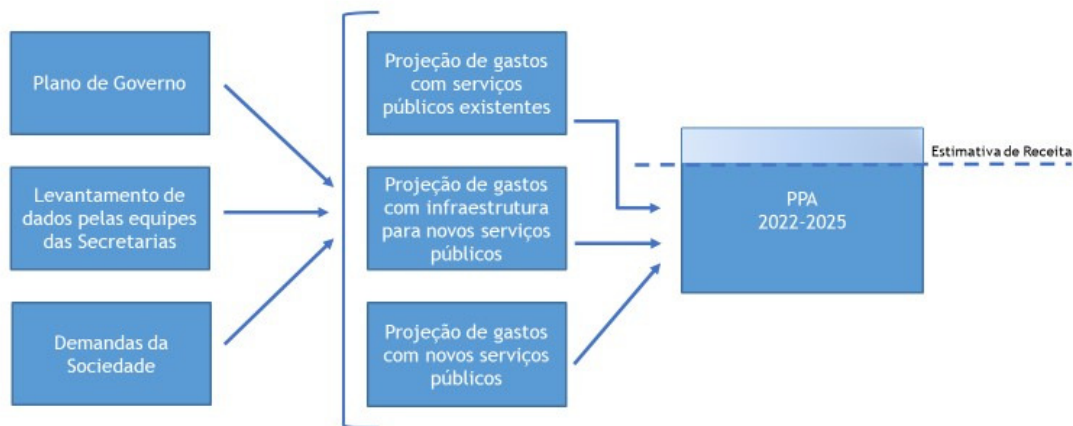 Plano de Governo
Levantamento de
dados pelas equipes
das Secretarias
Demandas da
Sociedade
Projeção de gastos
com serviços
públicos existentes
Projeção de gastos
com infraestrutura
para novos serviços
públicos
Projeção de gastos
com novos serviços
públicos
PPA
2022-2025
Estimativa de Receita